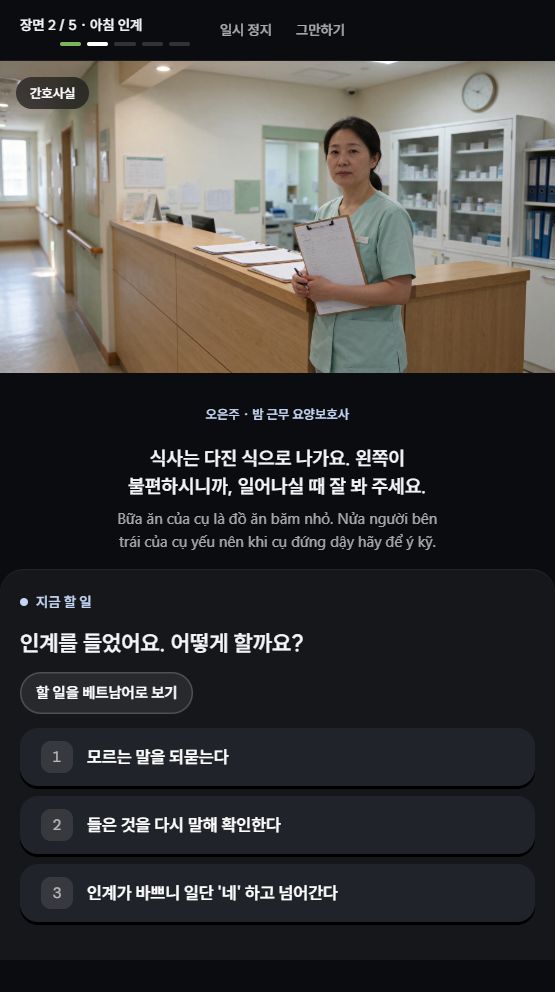 장면 2 / 5 · 아침 인계
일시 정지
그만하기
간호사실
오은주 · 밤 근무 요양보호사
식사는 다진 식으로 나가요. 왼쪽이
불편하시니까, 일어나실 때 잘 봐 주세요.
Bữa ăn của cụ là đồ ăn băm nhỏ. Nửa người bên
trái của cụ yếu nên khi cụ đứng dậy hãy để ý kỹ.
지금 할 일
인계를 들었어요. 어떻게 할까요?
할 일을 베트남어로 보기
1 모르는 말을 되묻는다
2 들은 것을 다시 말해 확인한다
3 인계가 바쁘니 일단 '네' 하고 넘어간다